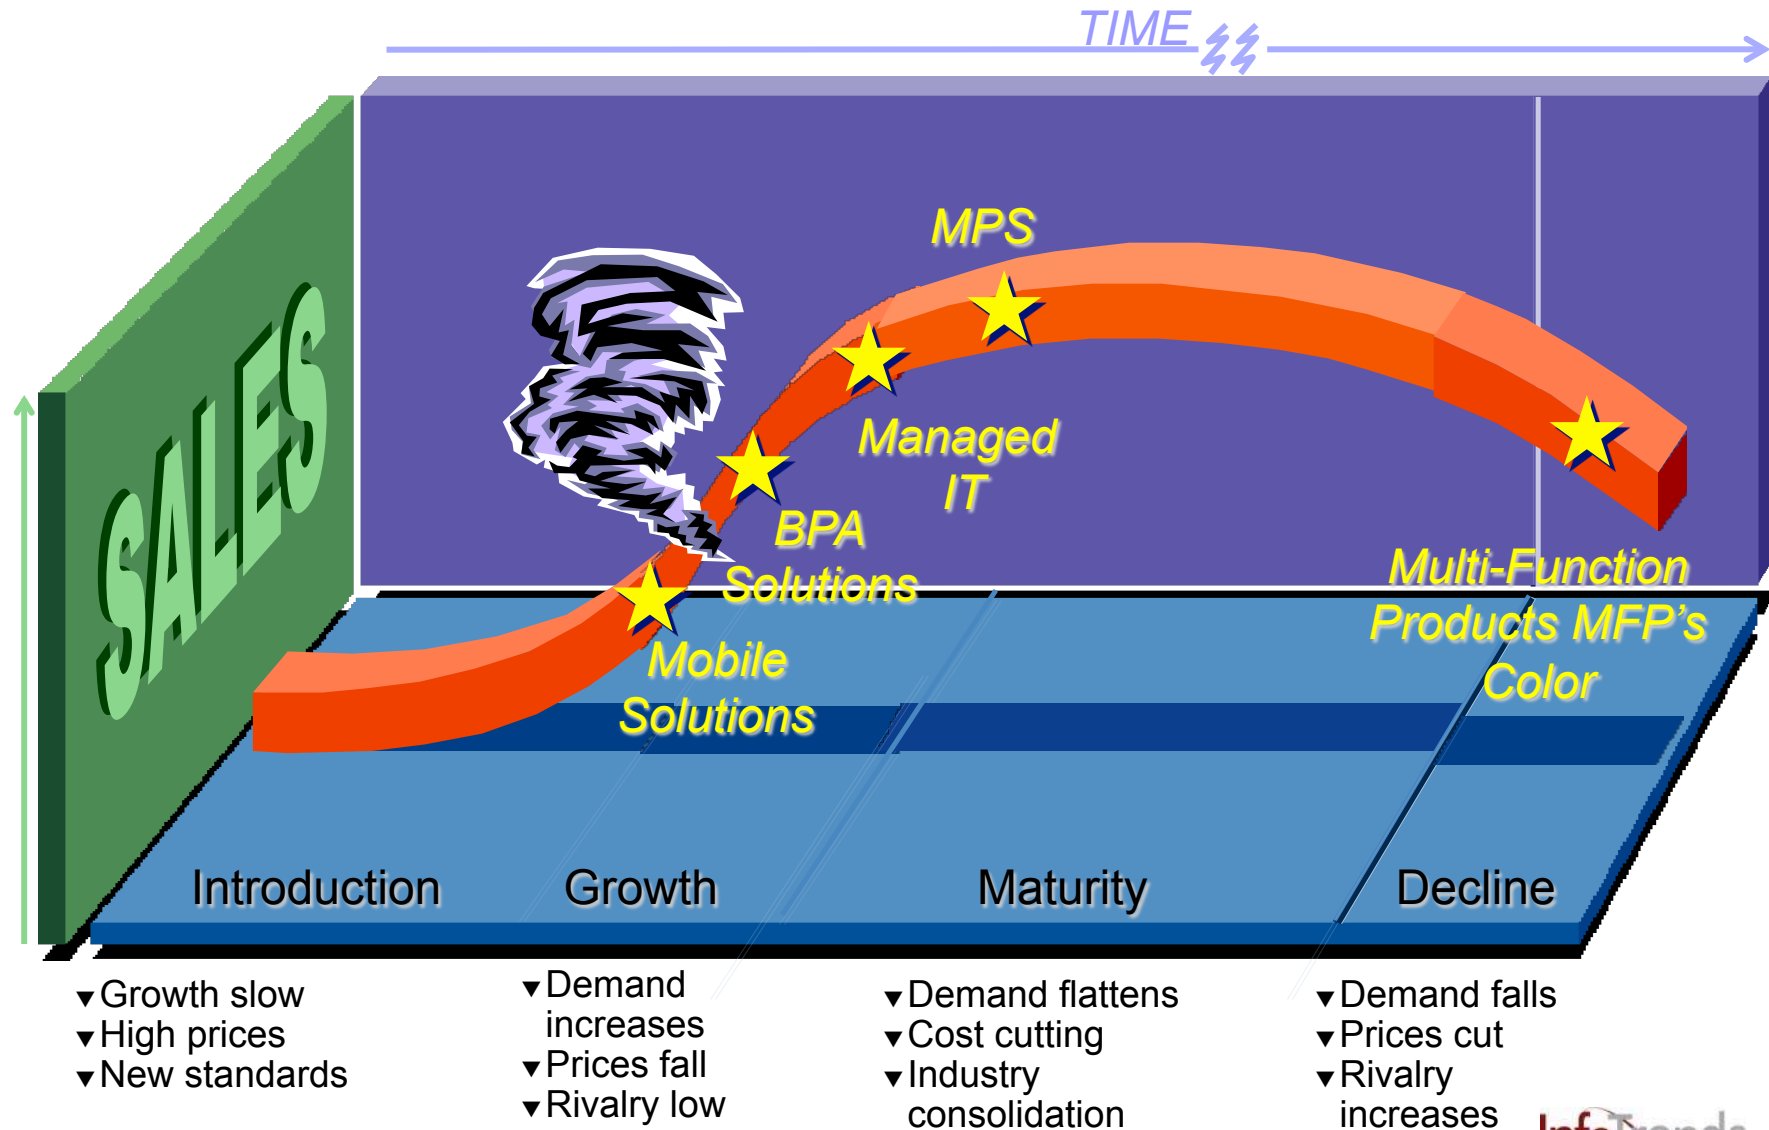 TIME
SALES
MPS
Managed
IT
BPA
Solutions
Mobile
Solutions
Multi-Function
Products MFP's
Color
Introduction
Growth
Maturity
Decline
▾Growth slow
▾High prices
▾New standards
▾Demand
increases
▾Prices fall
▾Rivalry low
▾Demand flattens
▾Cost cutting
▾Industry
consolidation
▾Demand falls
▾Prices cut
▾Rivalry
increases
InfoTrends